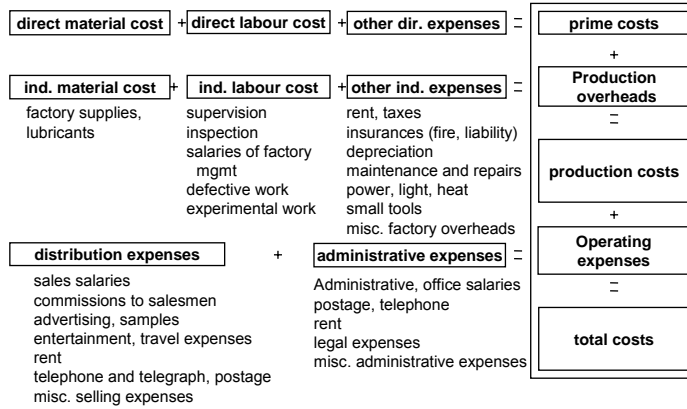 direct material cost + direct labour cost + other dir. expenses = prime costs
+
ind. material cost + ind. labour cost + other ind. expenses = Production overheads
factory supplies,
lubricants
supervision
inspection
salaries of factory
mgmt
defective work
experimental work
rent, taxes
insurances (fire, liability)
depreciation
maintenance and repairs
power, light, heat
small tools
misc. factory overheads
=
production costs
+
distribution expenses + administrative expenses = Operating expenses
sales salaries
commissions to salesmen
advertising, samples
entertainment, travel expenses
rent
telephone and telegraph, postage
misc. selling expenses
Administrative, office salaries
postage, telephone
rent
legal expenses
misc. administrative expenses
=
total costs